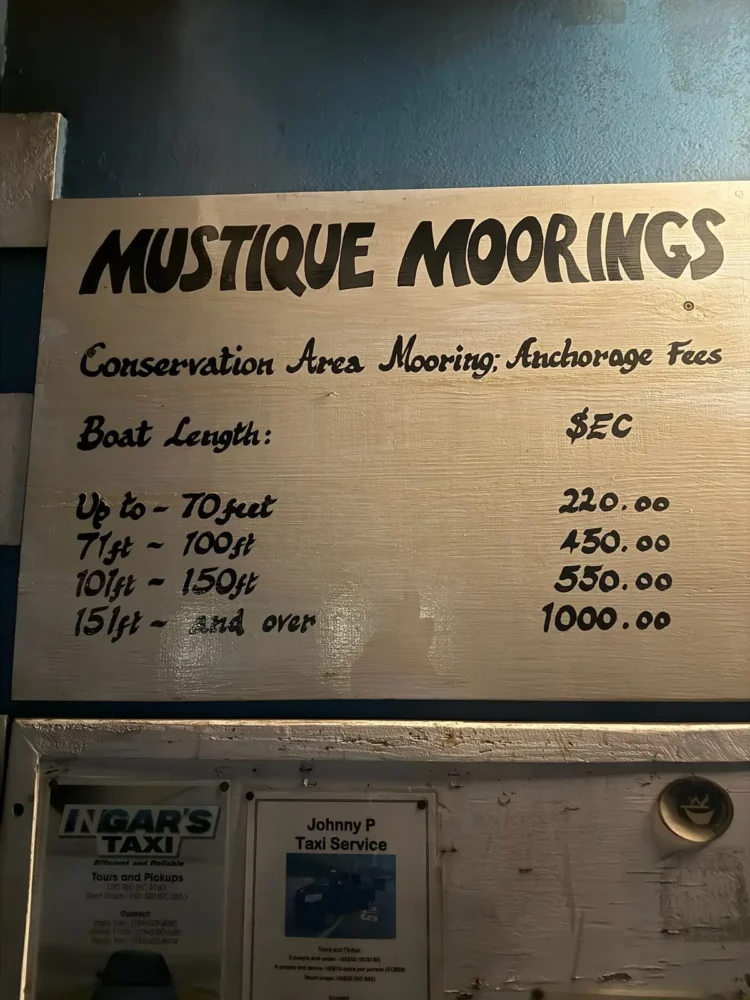 MUSTIQUE MOORINGS
Conservation Area Mooring; Anchorage Fees
Boat Length: $EC
Up to ~ 70 feet 220.00
71ft ~ 100ft 450.00
101ft ~ 150ft 550.00
151ft ~ and over 1000.00
INGAR'S
TAXI
Efficient and Reliable
Tours and Pickups
Contact:
Johnny P
Taxi Service